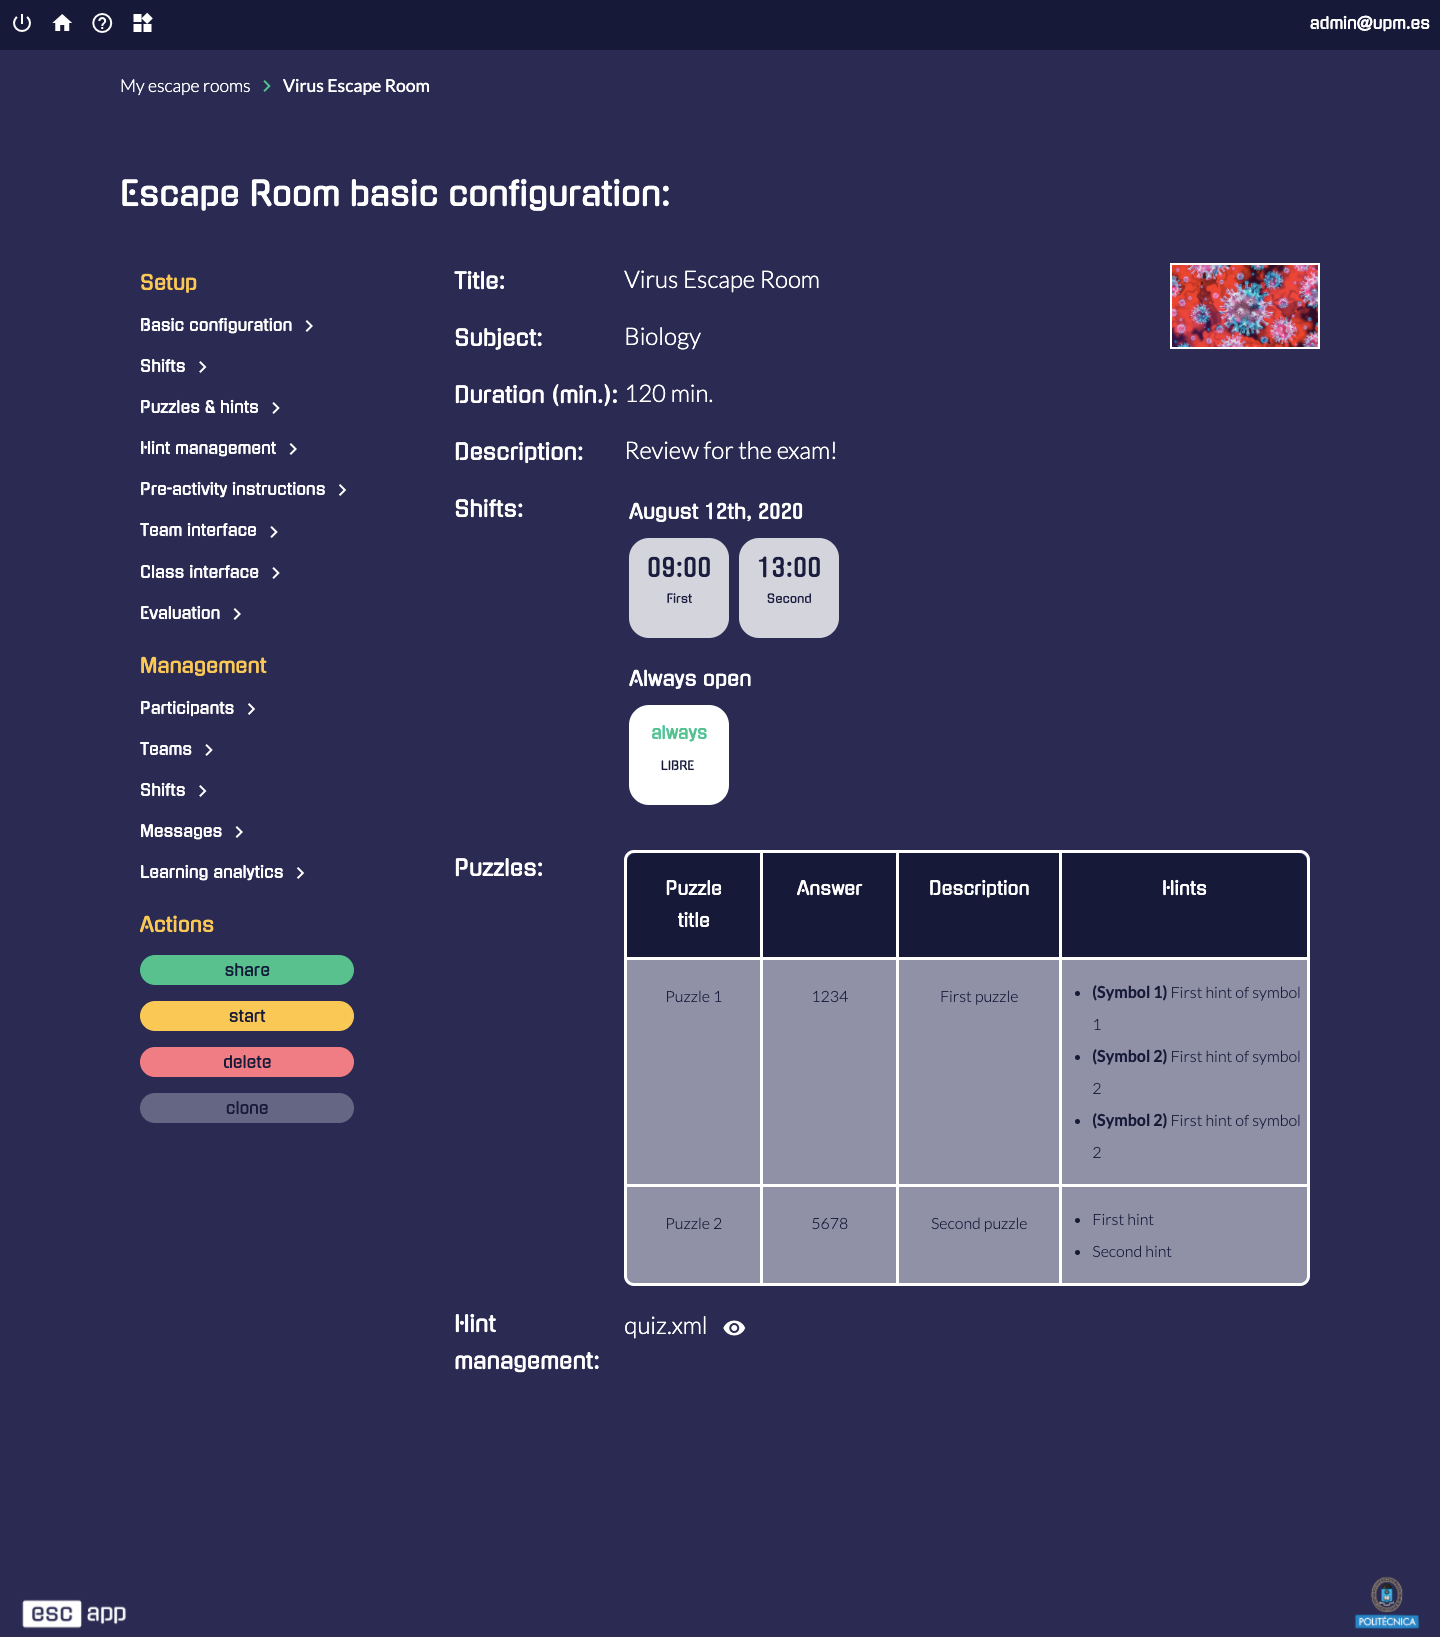 admin@upm.es
My escape rooms > Virus Escape Room
Escape Room basic configuration:
Setup
Basic configuration
Shifts
Puzzles & hints
Hint management
Pre-activity instructions
Team interface
Class interface
Evaluation
Management
Participants
Teams
Shifts
Messages
Learning analytics
Actions
share
start
delete
clone
Title: Virus Escape Room
Subject: Biology
Duration (min.): 120 min.
Description: Review for the exam!
Shifts:
August 12th, 2020
09:00 13:00
First Second
Always open
always
LIBRE
Puzzles:
Puzzle Answer Description Hints
title
Puzzle 1 1234 First puzzle
• (Symbol 1) First hint of symbol
1
• (Symbol 2) First hint of symbol
2
• (Symbol 2) First hint of symbol
2
Puzzle 2 5678 Second puzzle
• First hint
• Second hint
Hint
management:
quiz.xml
esc app
POLITÉCNICA